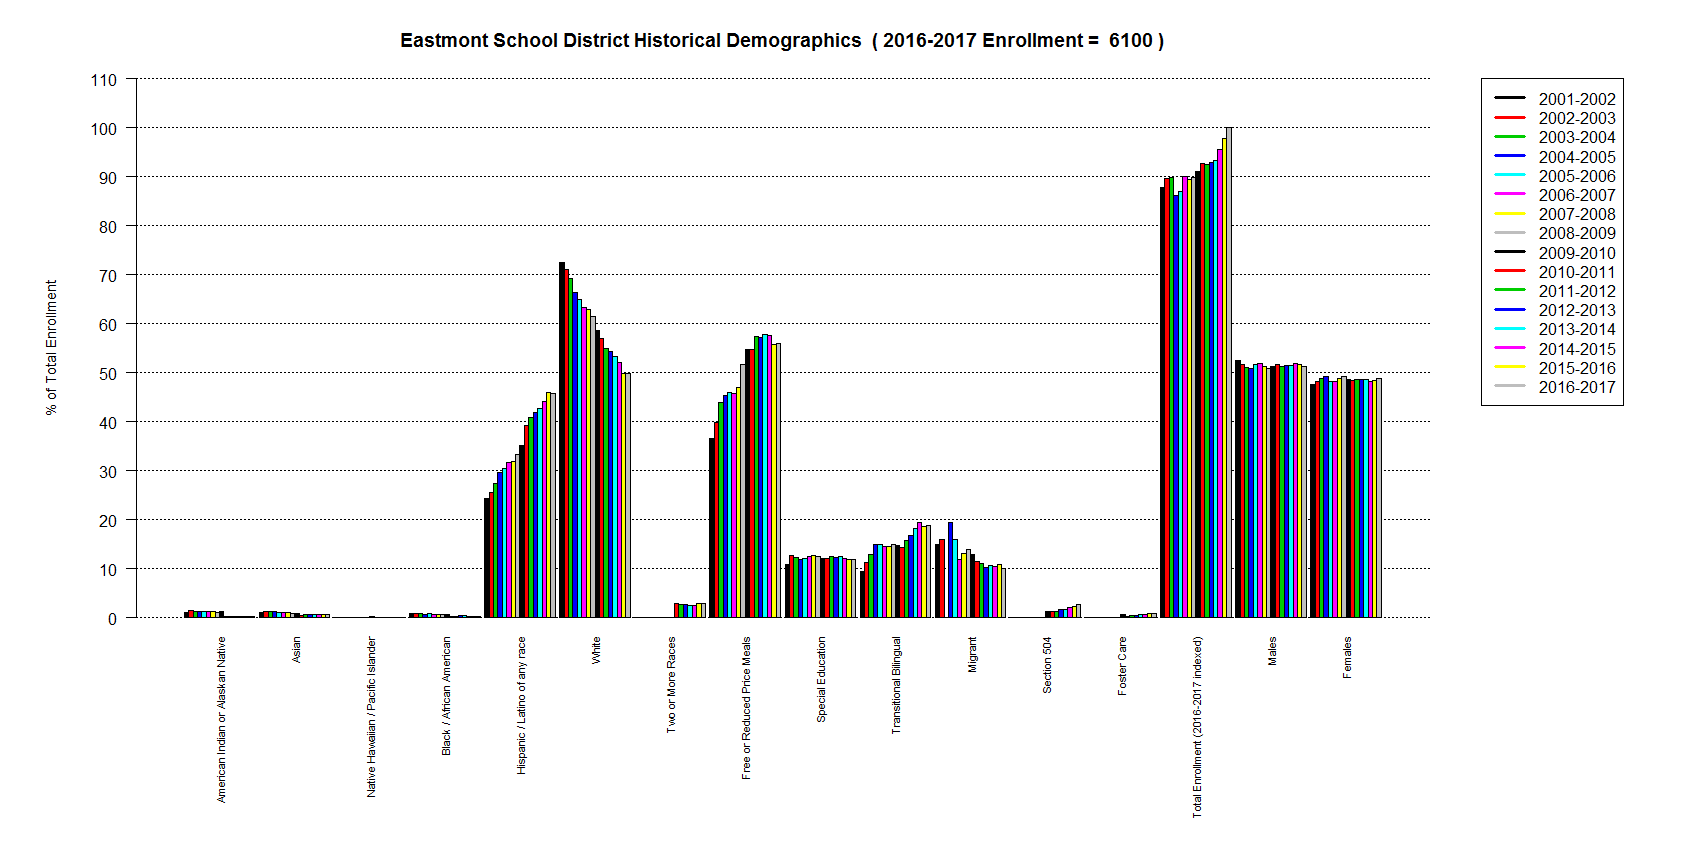 Eastmont School District Historical Demographics  ( 2016-2017 Enrollment =  6100 )
% of Total Enrollment
110
100
90
80
70
60
50
40
30
20
10
0
American Indian or Alaskan Native
Asian
Native Hawaiian / Pacific Islander
Black / African American
Hispanic / Latino of any race
White
Two or More Races
Free or Reduced Price Meals
Special Education
Transitional Bilingual
Migrant
Section 504
Foster Care
Total Enrollment (2016-2017 indexed)
Males
Females
2001-2002
2002-2003
2003-2004
2004-2005
2005-2006
2006-2007
2007-2008
2008-2009
2009-2010
2010-2011
2011-2012
2012-2013
2013-2014
2014-2015
2015-2016
2016-2017